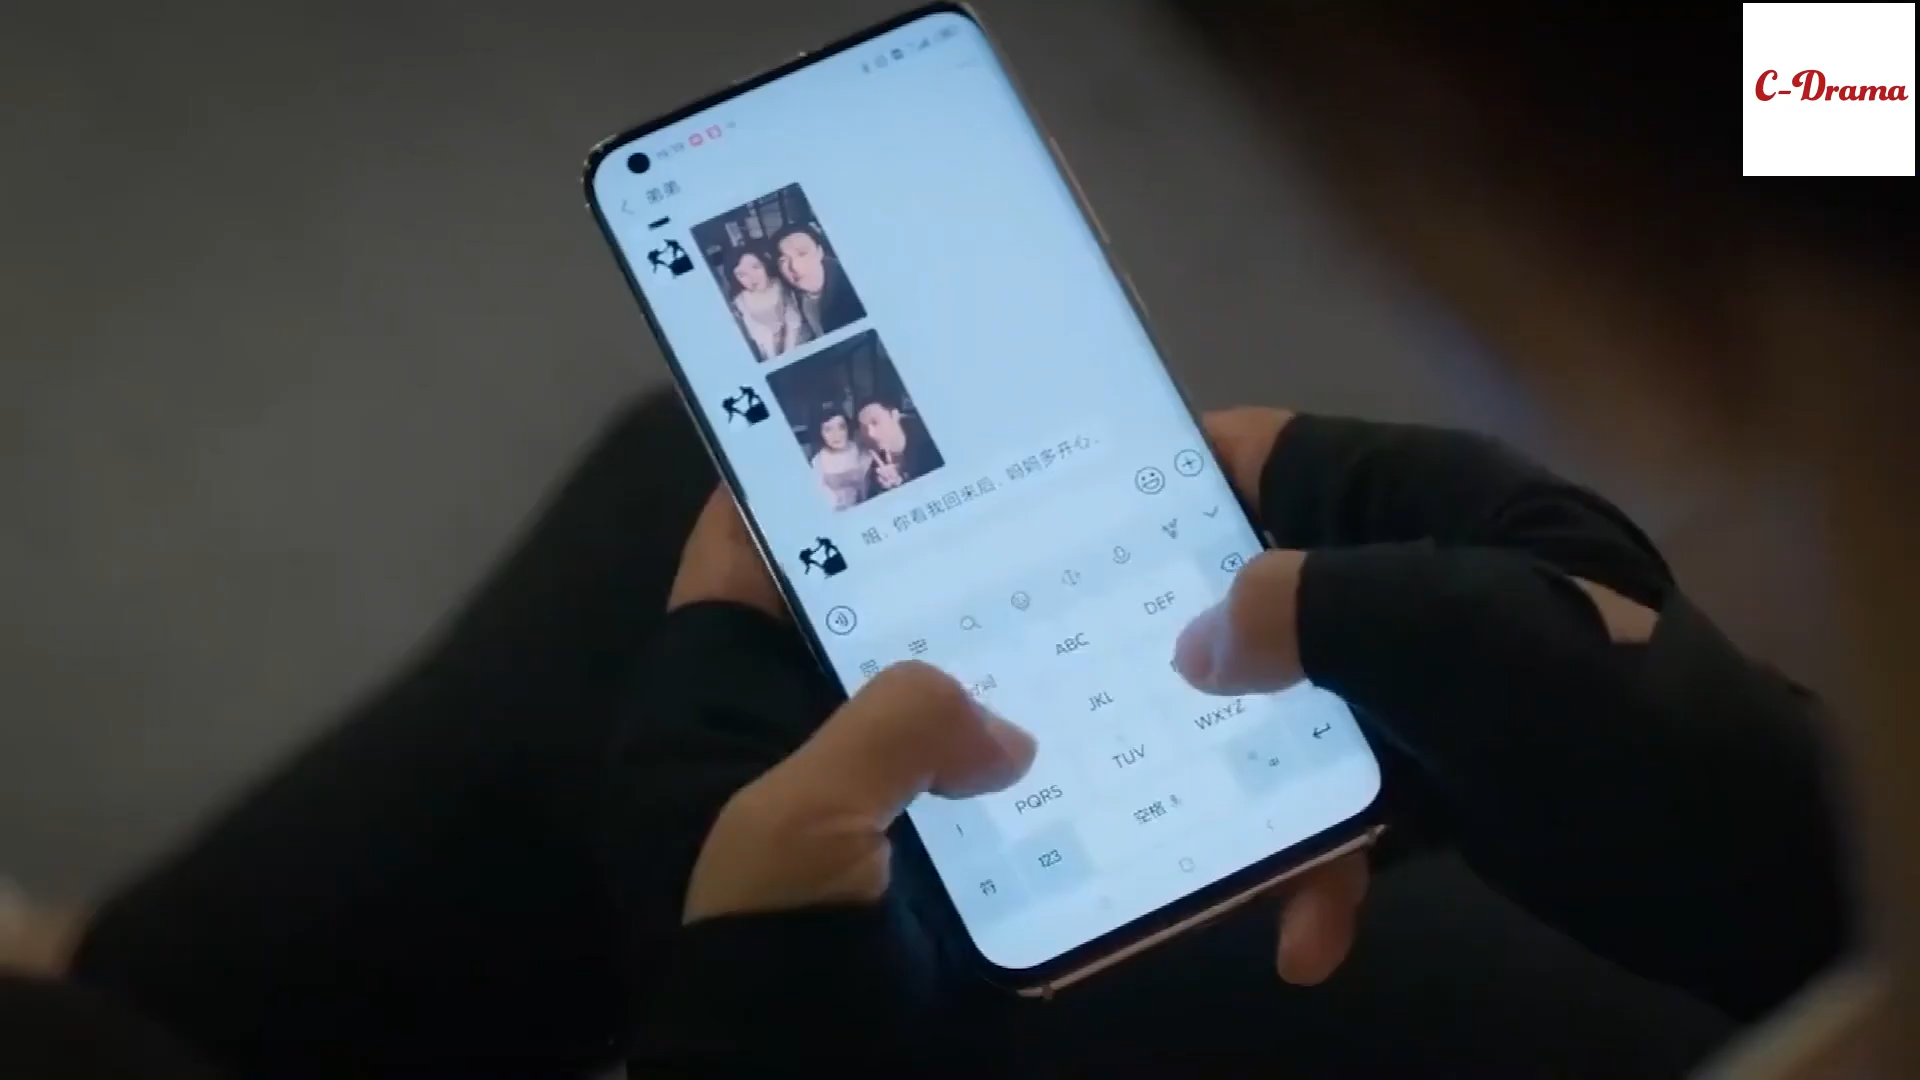 C-Drama
弟弟
姐，你看我回来后，妈妈多开心。
ABC
DEF
JKL
WXYZ
TUV
PQRS
空格
!
123
符